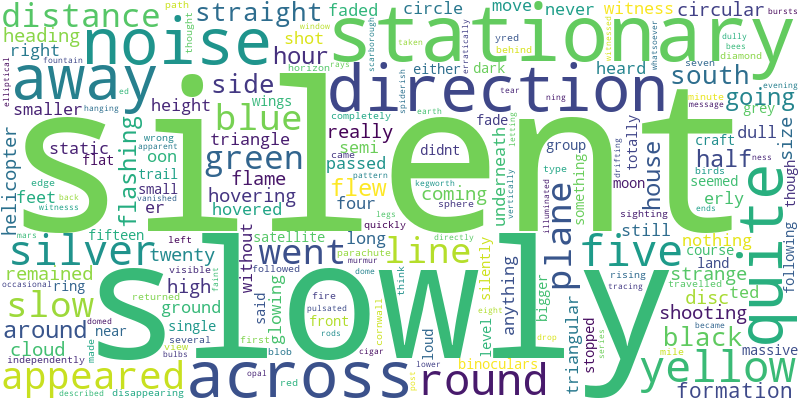 distance
noise
straight
faded
circle
move
never
witness
circular
bursts
path
thought
window
heading
right
shot
hour
either
dark
heard
behind
yred
taken
scarborough
erratically
horizon
rays
witnessed
whatsoever
dully
bees
diamond
seven
elliptical
fountain
away
stationary
direction
side
south
going
smaller
hanging
ed
height
wings
completely
spiderish
earth
tear
ning
message
minute
evening
grey
static
flat
blue
really
fade
didnt
group
totally
craft
dull
size
helicopter
wrong
apparent
oon
triangle
semi
came
passed
pattern
underneath
house
half
birds
ness
though
silent
green
flame
flew
four
legs
kegworth
coming
vertically
type
something
illuminated
drifting
letting
moon
sighting
seemed
erly
quite
feet
edge
trail
small
flashing
er
hovering
hovered
sphere
ends
still
nothing
course
land
following
back
vanished
witnesss
mars
satellite
quickly
directly
silver
left
went
long
line
silently
plane
five
rising
travelled
strange
tracing
remained
twenty
without
visible
followed
parachute
murmur
dome
think
anything
occasional
ring
returned
high
faint
said
fire
pulsated
cornwall
eight
bigger
disc
ted
shooting
slow
slowly
around
domed
near
ground
glowing
front
rods
level
drop
series
triangular
stopped
black
became
massive
cloud
made
single
view
first
blob
loud
binoculars
mile
independently
several
bulbs
cigar
lower
post
yellow
appeared
described
disappearing
across
opal
red
round
formation